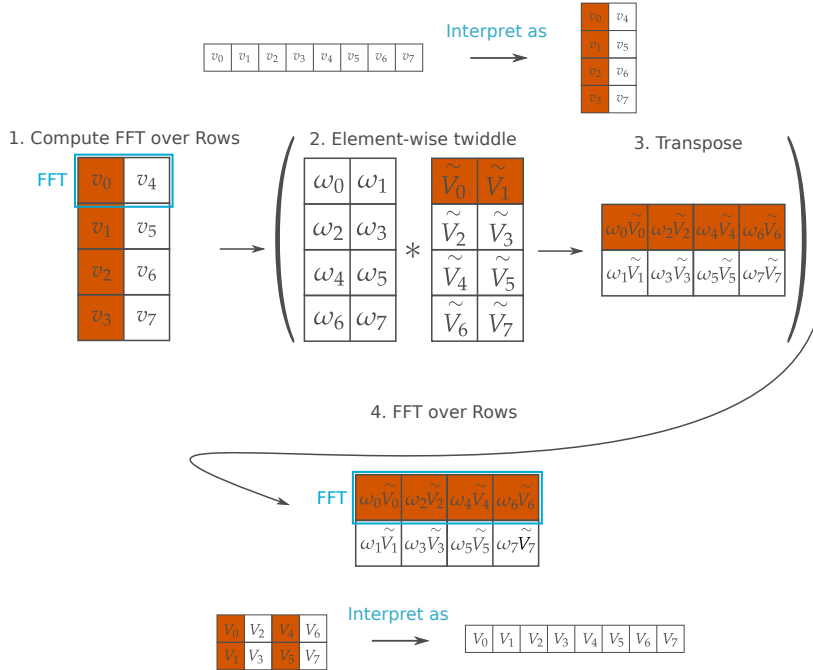 v0 v4
Interpret as
v0 v1 v2 v3 v4 v5 v6 v7
v1 v5
v2 v6
v3 v7
1. Compute FFT over Rows
2. Element-wise twiddle
3. Transpose
FFT
v0 v4
v1 v5
v2 v6
v3 v7
ω0 ω1
ω2 ω3
ω4 ω5
ω6 ω7
*
Ṽ0 Ṽ1
Ṽ2 Ṽ3
Ṽ4 Ṽ5
Ṽ6 Ṽ7
ω0Ṽ0 ω2Ṽ2 ω4Ṽ4 ω6Ṽ6
ω1Ṽ1 ω3Ṽ3 ω5Ṽ5 ω7Ṽ7
4. FFT over Rows
FFT
ω0Ṽ0 ω2Ṽ2 ω4Ṽ4 ω6Ṽ6
ω1Ṽ1 ω3Ṽ3 ω5Ṽ5 ω7Ṽ7
V0 V2 V4 V6
V1 V3 V5 V7
Interpret as
V0 V1 V2 V3 V4 V5 V6 V7